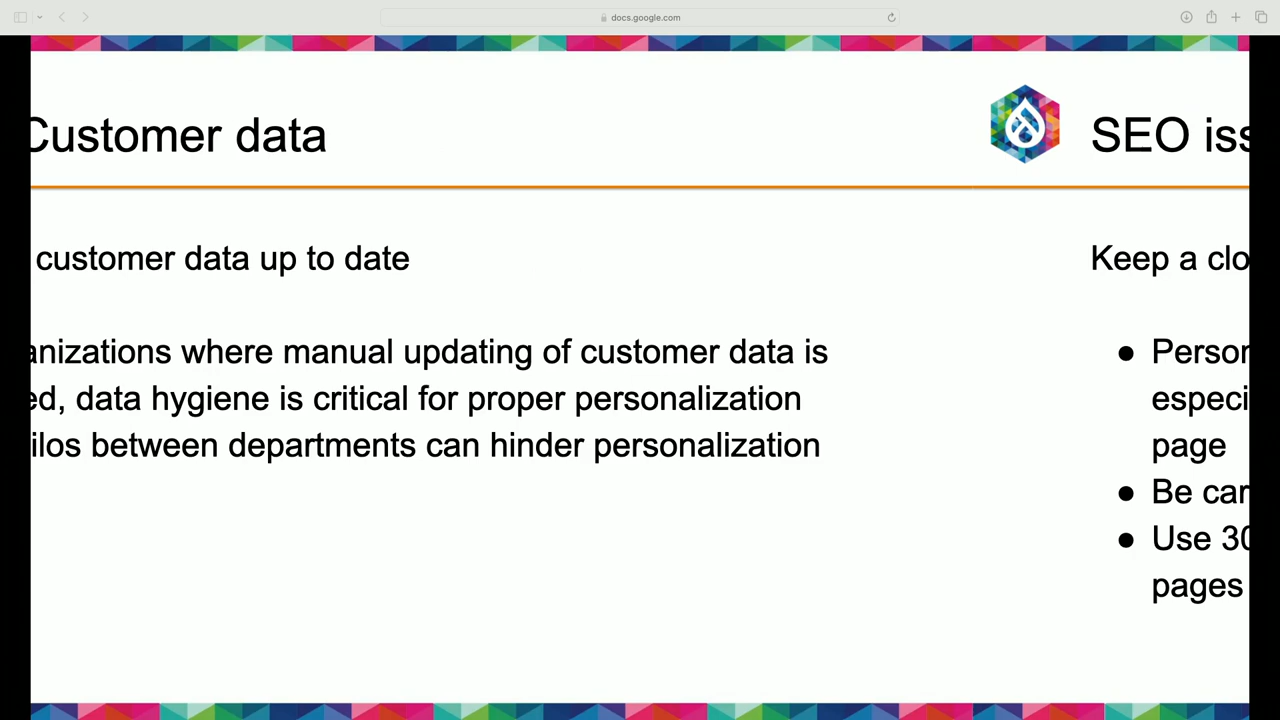 docs.google.com
Customer data
customer data up to date
anizations where manual updating of customer data is
ed, data hygiene is critical for proper personalization
ilos between departments can hinder personalization
SEO iss
Keep a clo
● Person
especi
page
● Be car
● Use 30
pages